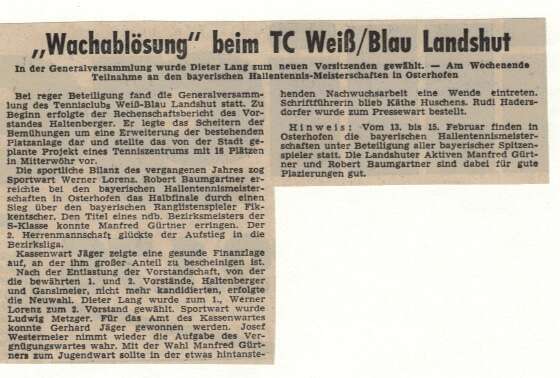 „Wachablösung" beim TC Weiß/Blau Landshut
In der Generalversammlung wurde Dieter Lang zum neuen Vorsitzenden gewählt. — Am Wochenende
Teilnahme an den bayerischen Hallentennis-Meisterschaften in Osterhofen
Bei reger Beteiligung fand die Generalversamm-
lung des Tennisclubs Weiß-Blau Landshut statt. Zu
Beginn erfolgte der Rechenschaftsbericht des Vor-
standes Haltenberger. Er legte das Scheitern der
Bemühungen um eine Erweiterung der bestehenden
Platzanlage dar und stellte das von der Stadt ge-
plante Projekt eines Tenniszentrums mit 16 Plätzen
in Mitterwöhr vor.
Die sportliche Bilanz des vergangenen Jahres zog
Sportwart Werner Lorenz. Robert Baumgartner er-
reichte bei den bayerischen Hallentennismeister-
schaften in Osterhofen das Halbfinale durch einen
Sieg über den bayerischen Ranglistenspieler Fik-
kentscher. Den Titel eines ndb. Bezirksmeisters der
S-Klasse konnte Manfred Gürtner erringen. Der
2. Herrenmannschaft glückte der Aufstieg in die
Bezirksliga.
Kassenwart Jäger zeigte eine gesunde Finanzlage
auf, an der ihm großer Anteil zu bescheinigen ist.
Nach der Entlastung der Vorstandschaft, von der
die bewährten 1. und 2. Vorstände, Haltenberger
und Ganslmeier, nicht mehr kandidierten, erfolgte
die Neuwahl. Dieter Lang wurde zum 1., Werner
Lorenz zum 2. Vorstand gewählt. Sportwart wurde
Ludwig Metzger. Für das Amt des Kassenwartes
konnte Gerhard Jäger gewonnen werden. Josef
Westermeier nimmt wieder die Aufgabe des Ver-
gnügungswartes wahr. Mit der Wahl Manfred Gürt-
ners zum Jugendwart sollte in der etwas hintanste-
henden Nachwuchsarbeit eine Wende eintreten.
Schriftführerin blieb Käthe Huschens. Rudi Haders-
dorfer wurde zum Pressewart bestellt.
Hinweis: Vom 13. bis 15. Februar finden in
Osterhofen die bayerischen Hallentennismeister-
schaften unter Beteiligung aller bayerischer Spitzen-
spieler statt. Die Landshuter Aktiven Manfred Gürt-
ner und Robert Baumgartner sind dabei für gute
Plazierungen gut.